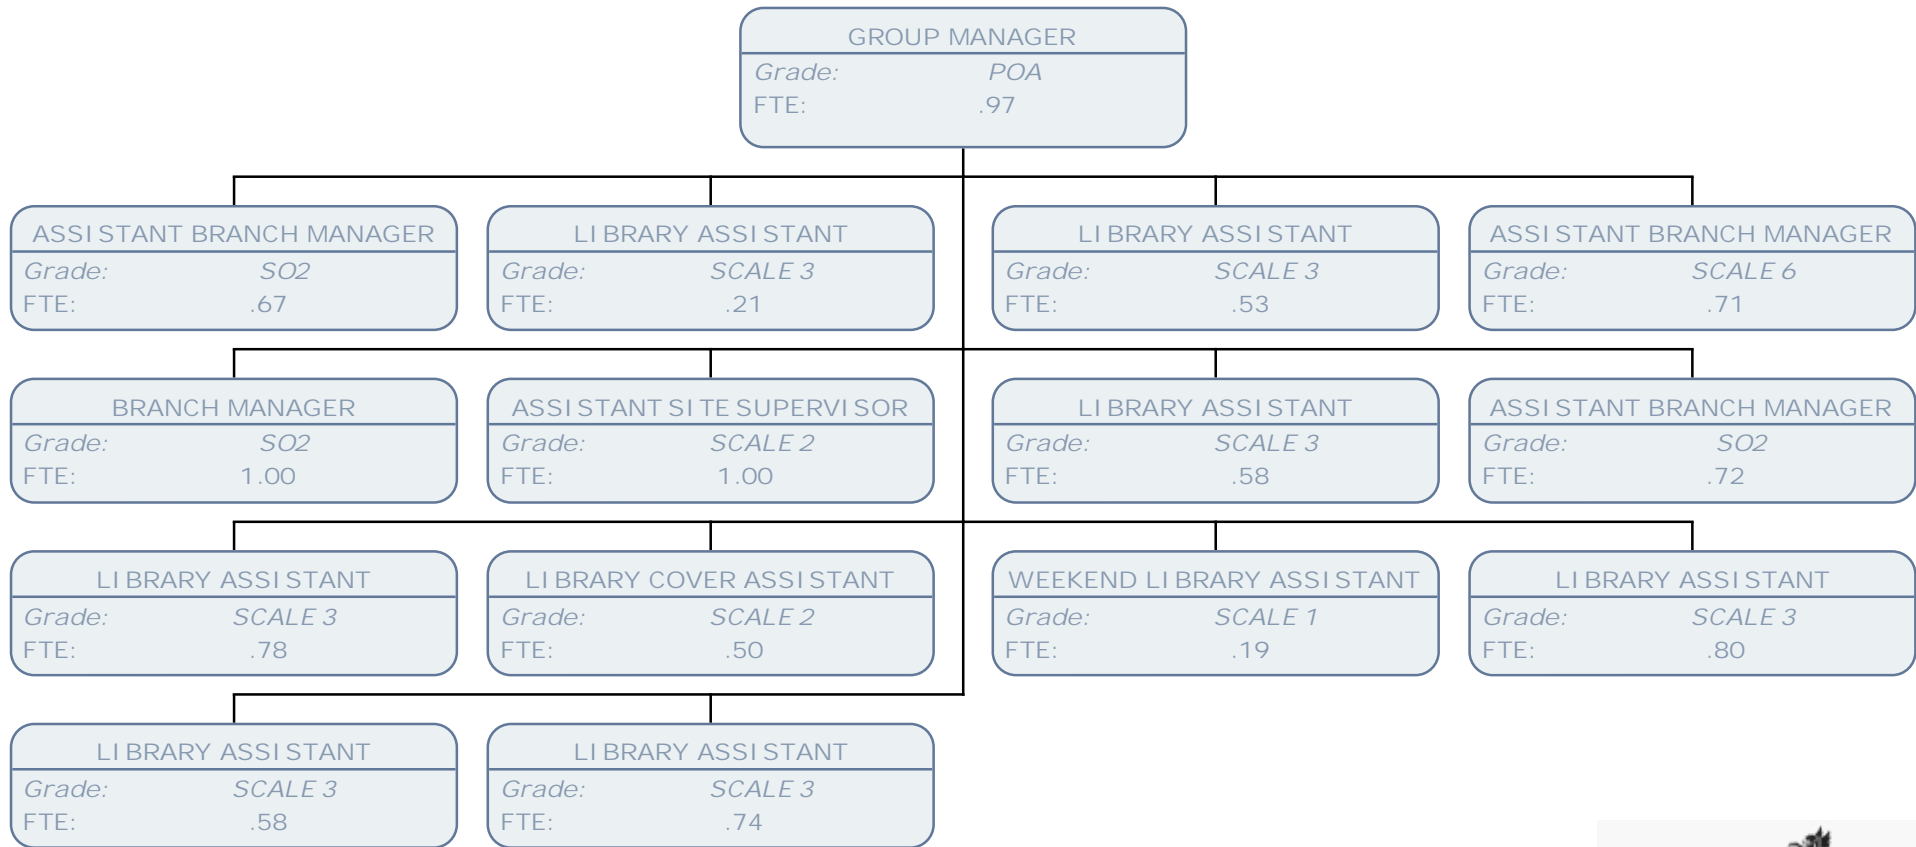 GROUP MANAGER
Grade: POA
FTE: .97
ASSISTANT BRANCH MANAGER
Grade: SO2
FTE: .67
LIBRARY ASSISTANT
Grade: SCALE 3
FTE: .21
LIBRARY ASSISTANT
Grade: SCALE 3
FTE: .53
ASSISTANT BRANCH MANAGER
Grade: SCALE 6
FTE: .71
BRANCH MANAGER
Grade: SO2
FTE: 1.00
ASSISTANT SITE SUPERVISOR
Grade: SCALE 2
FTE: 1.00
LIBRARY ASSISTANT
Grade: SCALE 3
FTE: .58
ASSISTANT BRANCH MANAGER
Grade: SO2
FTE: .72
LIBRARY ASSISTANT
Grade: SCALE 3
FTE: .78
LIBRARY COVER ASSISTANT
Grade: SCALE 2
FTE: .50
WEEKEND LIBRARY ASSISTANT
Grade: SCALE 1
FTE: .19
LIBRARY ASSISTANT
Grade: SCALE 3
FTE: .80
LIBRARY ASSISTANT
Grade: SCALE 3
FTE: .58
LIBRARY ASSISTANT
Grade: SCALE 3
FTE: .74